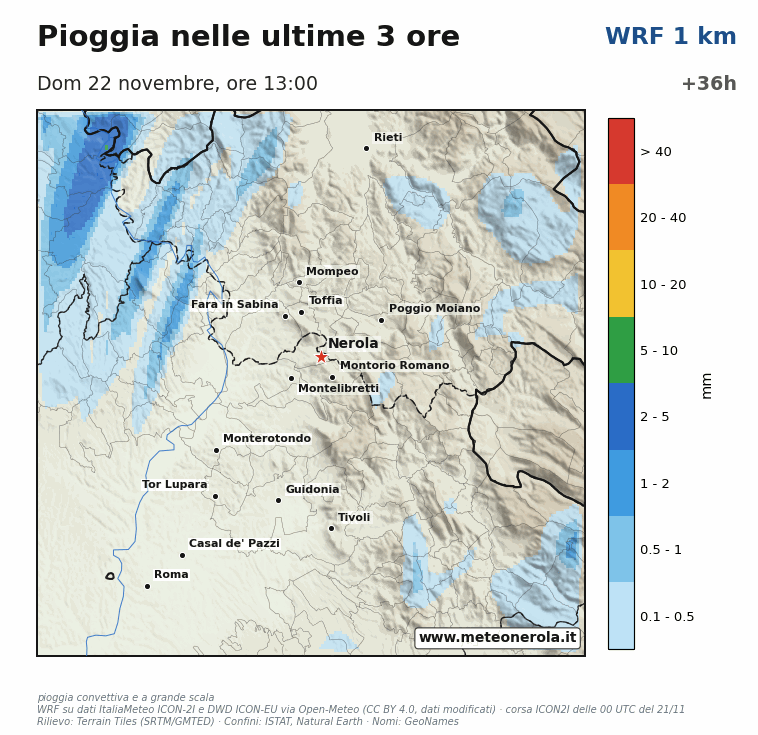 Pioggia nelle ultime 3 ore
WRF 1 km
Dom 22 novembre, ore 13:00
+36h
Rieti
Mompeo
Toffia
Fara in Sabina
Poggio Moiano
Nerola
Montorio Romano
Montelibretti
Monterotondo
Tor Lupara
Guidonia
Tivoli
Casal de' Pazzi
Roma
www.meteonerola.it
> 40
20 - 40
10 - 20
5 - 10
2 - 5
1 - 2
0.5 - 1
0.1 - 0.5
mm
pioggia convettiva e a grande scala
WRF su dati ItaliaMeteo ICON-2I e DWD ICON-EU via Open-Meteo (CC BY 4.0, dati modificati) · corsa ICON2I delle 00 UTC del 21/11
Rilievo: Terrain Tiles (SRTM/GMTED) · Confini: ISTAT, Natural Earth · Nomi: GeoNames